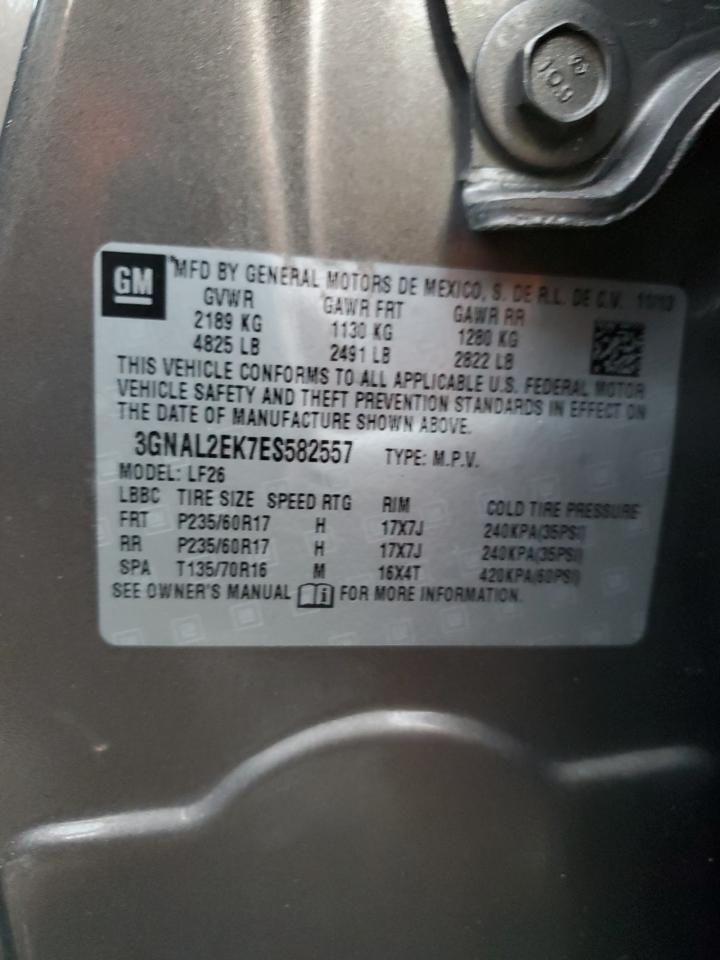 109
GM
MFD BY GENERAL MOTORS DE MEXICO, S. DE R.L. DE C.V. 10/13
GVWR GAWR FRT GAWR RR
2189 KG 1130 KG 1280 KG
4825 LB 2491 LB 2822 LB
THIS VEHICLE CONFORMS TO ALL APPLICABLE U.S. FEDERAL MOTOR
VEHICLE SAFETY AND THEFT PREVENTION STANDARDS IN EFFECT ON
THE DATE OF MANUFACTURE SHOWN ABOVE.
3GNAL2EK7ES582557 TYPE: M.P.V.
MODEL: LF26
LBBC TIRE SIZE SPEED RTG RIM COLD TIRE PRESSURE
FRT P235/60R17 H 17X7J 240KPA(35PSI)
RR P235/60R17 H 17X7J 240KPA(35PSI)
SPA T135/70R16 M 16X4T 420KPA(60PSI)
SEE OWNER'S MANUAL FOR MORE INFORMATION.